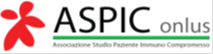 ASPIC onlus
Associazione Studio Paziente Immuno Compromesso